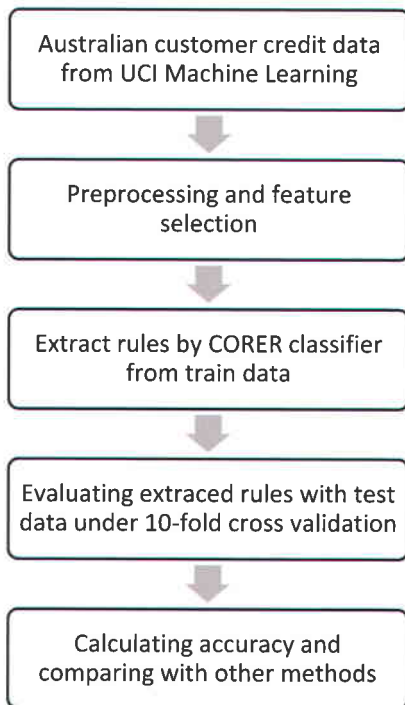 Australian customer credit data
from UCI Machine Learning
Preprocessing and feature
selection
Extract rules by CORER classifier
from train data
Evaluating extraced rules with test
data under 10-fold cross validation
Calculating accuracy and
comparing with other methods